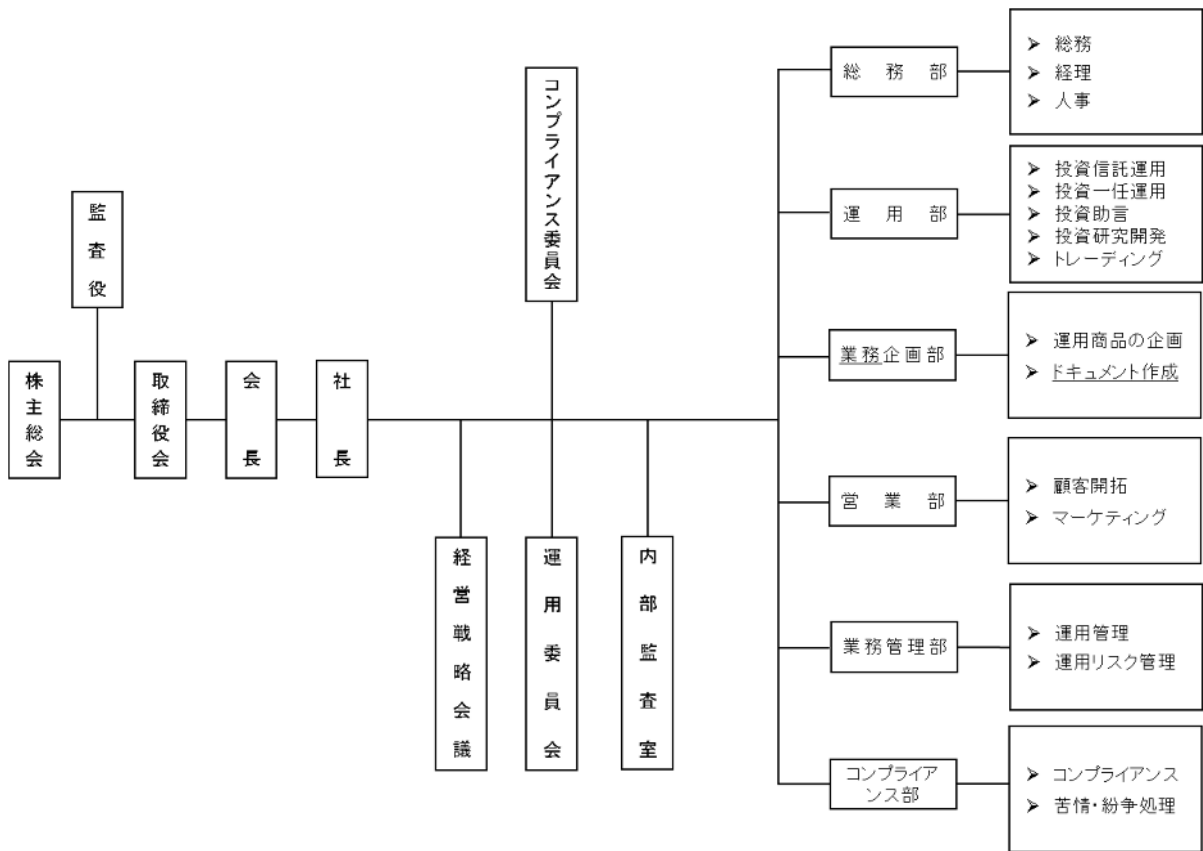 株主総会
監査役
取締役会
会長
社長
コンプライアンス委員会
経営戦略会議
運用委員会
内部監査室
総務部
➤ 総務
➤ 経理
➤ 人事
運用部
➤ 投資信託運用
➤ 投資一任運用
➤ 投資助言
➤ 投資研究開発
➤ トレーディング
業務企画部
➤ 運用商品の企画
➤ ドキュメント作成
営業部
➤ 顧客開拓
➤ マーケティング
業務管理部
➤ 運用管理
➤ 運用リスク管理
コンプライア
ンス部
➤ コンプライアンス
➤ 苦情・紛争処理